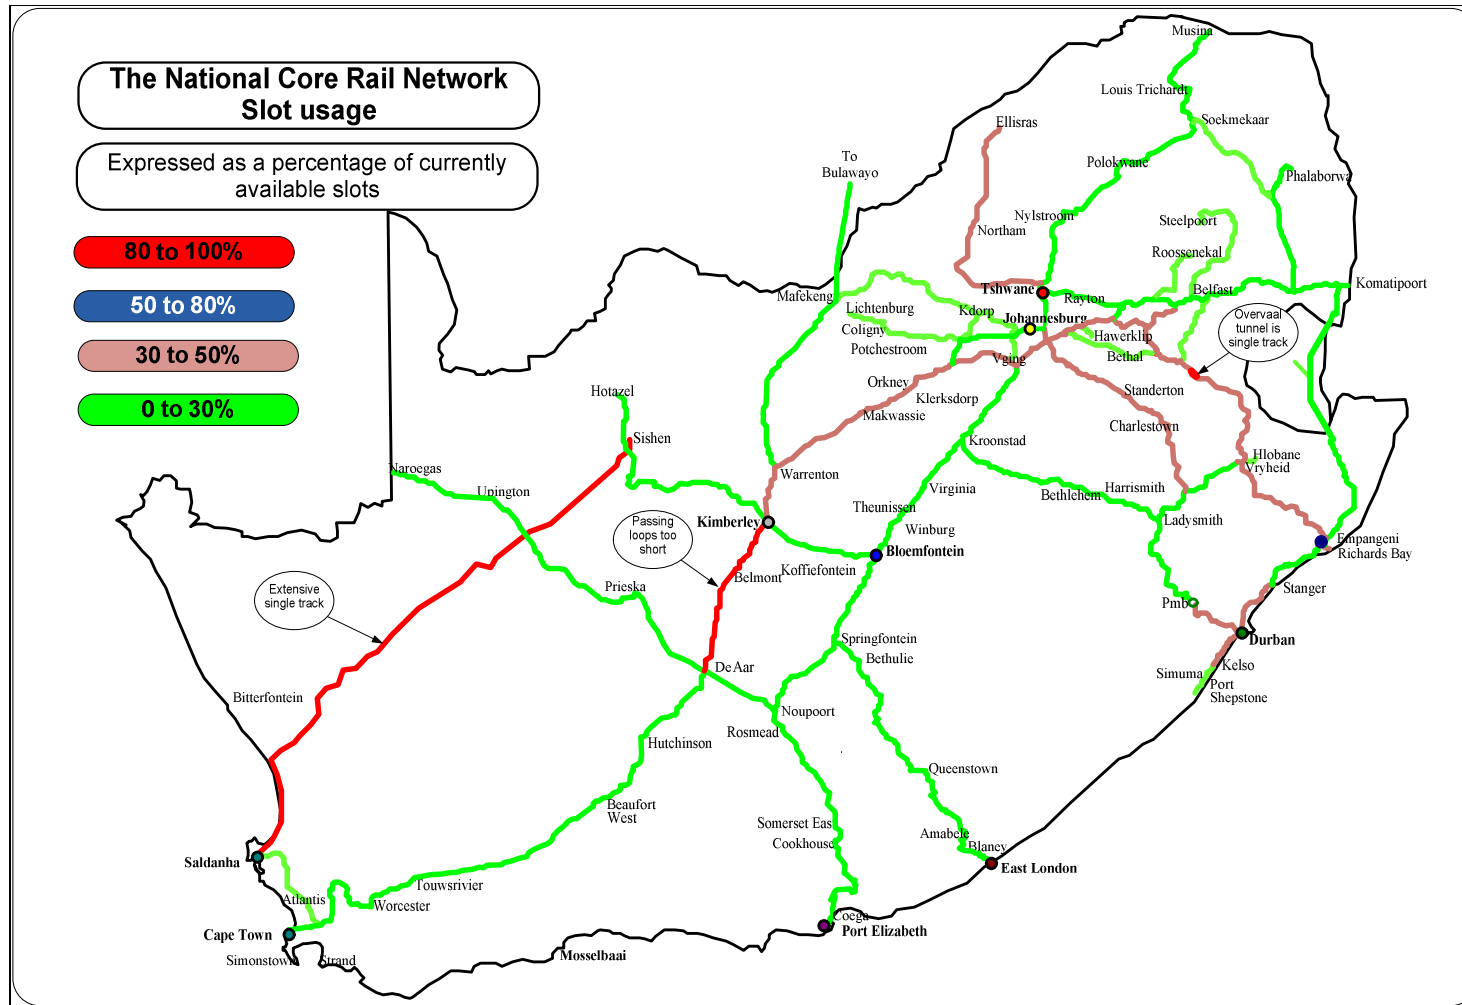 The National Core Rail Network
Slot usage
Expressed as a percentage of currently
available slots
80 to 100%
50 to 80%
30 to 50%
0 to 30%
Musina
Louis Trichardt
Soekmekaar
Ellisras
To
Bulawayo
Polokwane
Phalaborwa
Nylstroom
Northam
Steelpoort
Roossenekal
Tshwane
Rayton
Belfast
Komatipoort
Mafekeng
Lichtenburg
Kdorp
Johannesburg
Coligny
Potchestroom
Hawerklip
Bethal
Overvaal
tunnel is
single track
Vging
Orkney
Klerksdorp
Makwassie
Standerton
Charlestown
Hotazel
Sishen
Kroonstad
Hlobane
Vryheid
Naroegas
Upington
Warrenton
Virginia
Bethlehem
Harrismith
Theunissen
Winburg
Ladysmith
Passing
loops too
short
Kimberley
Bloemfontein
Empangeni
Richards Bay
Koffiefontein
Belmont
Extensive
single track
Prieska
Pmb
Stanger
Durban
Springfontein
Bethulie
De Aar
Kelso
Simuma
Port
Shepstone
Bitterfontein
Noupoort
Rosmead
Hutchinson
Queenstown
Beaufort
West
Somerset Eas
Cookhouse
Amabele
Blaney
East London
Saldanha
Touwsrivier
Atlantis
Worcester
Coega
Port Elizabeth
Cape Town
Simonstown
Strand
Mosselbaai